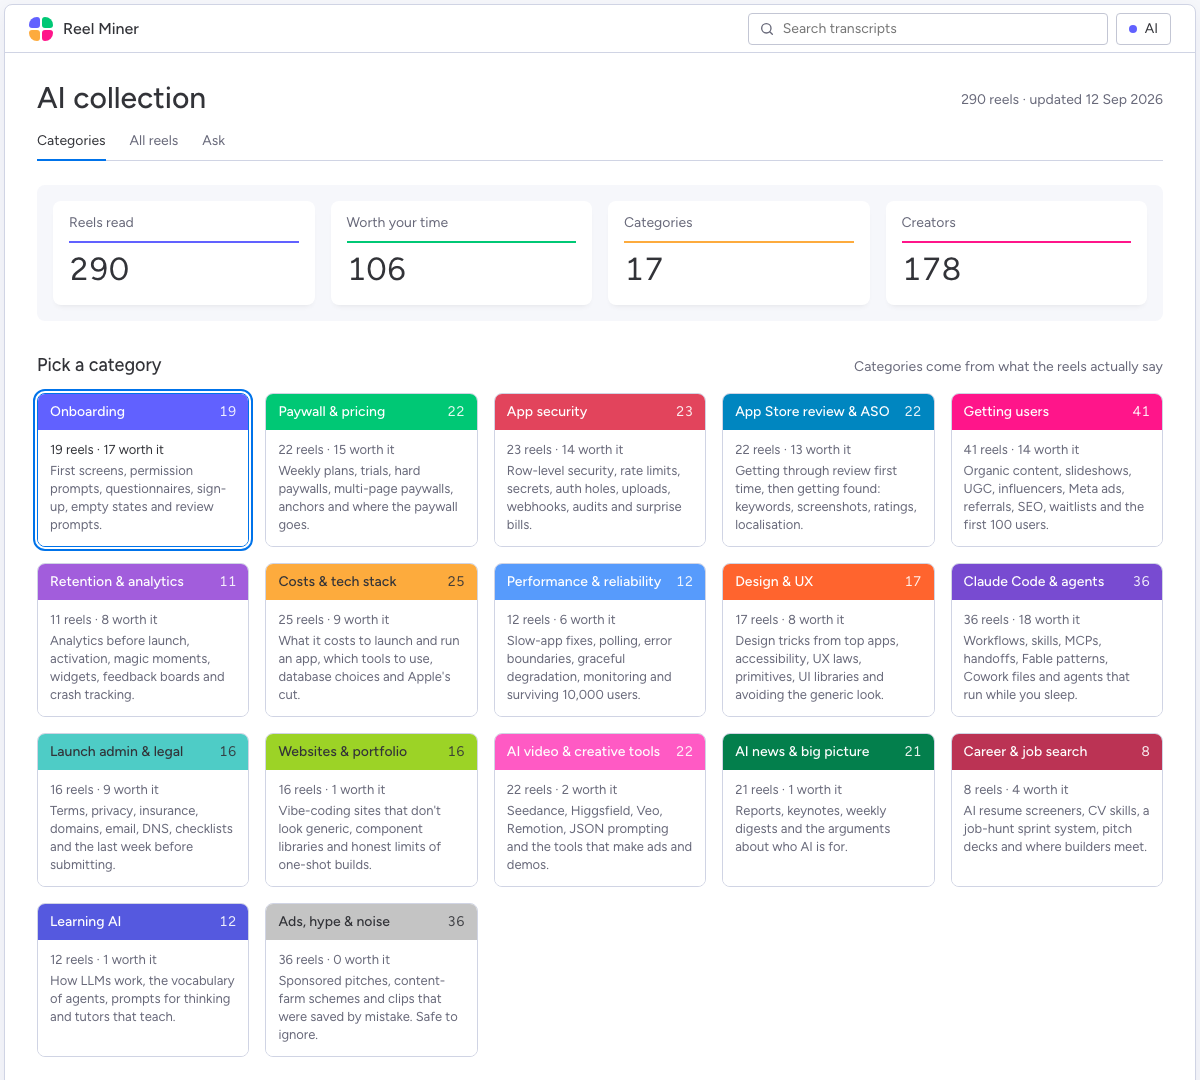 Reel Miner
Search transcripts
AI
AI collection
290 reels · updated 12 Sep 2026
Categories
All reels
Ask
Reels read
290
Worth your time
106
Categories
17
Creators
178
Pick a category
Categories come from what the reels actually say
Onboarding 19
19 reels · 17 worth it
First screens, permission
prompts, questionnaires, sign-
up, empty states and review
prompts.
Paywall & pricing 22
22 reels · 15 worth it
Weekly plans, trials, hard
paywalls, multi-page paywalls,
anchors and where the paywall
goes.
App security 23
23 reels · 14 worth it
Row-level security, rate limits,
secrets, auth holes, uploads,
webhooks, audits and surprise
bills.
App Store review & ASO 22
22 reels · 13 worth it
Getting through review first
time, then getting found:
keywords, screenshots, ratings,
localisation.
Getting users 41
41 reels · 14 worth it
Organic content, slideshows,
UGC, influencers, Meta ads,
referrals, SEO, waitlists and the
first 100 users.
Retention & analytics 11
11 reels · 8 worth it
Analytics before launch,
activation, magic moments,
widgets, feedback boards and
crash tracking.
Costs & tech stack 25
25 reels · 9 worth it
What it costs to launch and run
an app, which tools to use,
database choices and Apple's
cut.
Performance & reliability 12
12 reels · 6 worth it
Slow-app fixes, polling, error
boundaries, graceful
degradation, monitoring and
surviving 10,000 users.
Design & UX 17
17 reels · 8 worth it
Design tricks from top apps,
accessibility, UX laws,
primitives, UI libraries and
avoiding the generic look.
Claude Code & agents 36
36 reels · 18 worth it
Workflows, skills, MCPs,
handoffs, Fable patterns,
Cowork files and agents that
run while you sleep.
Launch admin & legal 16
16 reels · 9 worth it
Terms, privacy, insurance,
domains, email, DNS, checklists
and the last week before
submitting.
Websites & portfolio 16
16 reels · 1 worth it
Vibe-coding sites that don't
look generic, component
libraries and honest limits of
one-shot builds.
AI video & creative tools 22
22 reels · 2 worth it
Seedance, Higgsfield, Veo,
Remotion, JSON prompting
and the tools that make ads and
demos.
AI news & big picture 21
21 reels · 1 worth it
Reports, keynotes, weekly
digests and the arguments
about who AI is for.
Career & job search 8
8 reels · 4 worth it
AI resume screeners, CV skills, a
job-hunt sprint system, pitch
decks and where builders meet.
Learning AI 12
12 reels · 1 worth it
How LLMs work, the vocabulary
of agents, prompts for thinking
and tutors that teach.
Ads, hype & noise 36
36 reels · 0 worth it
Sponsored pitches, content-
farm schemes and clips that
were saved by mistake. Safe to
ignore.